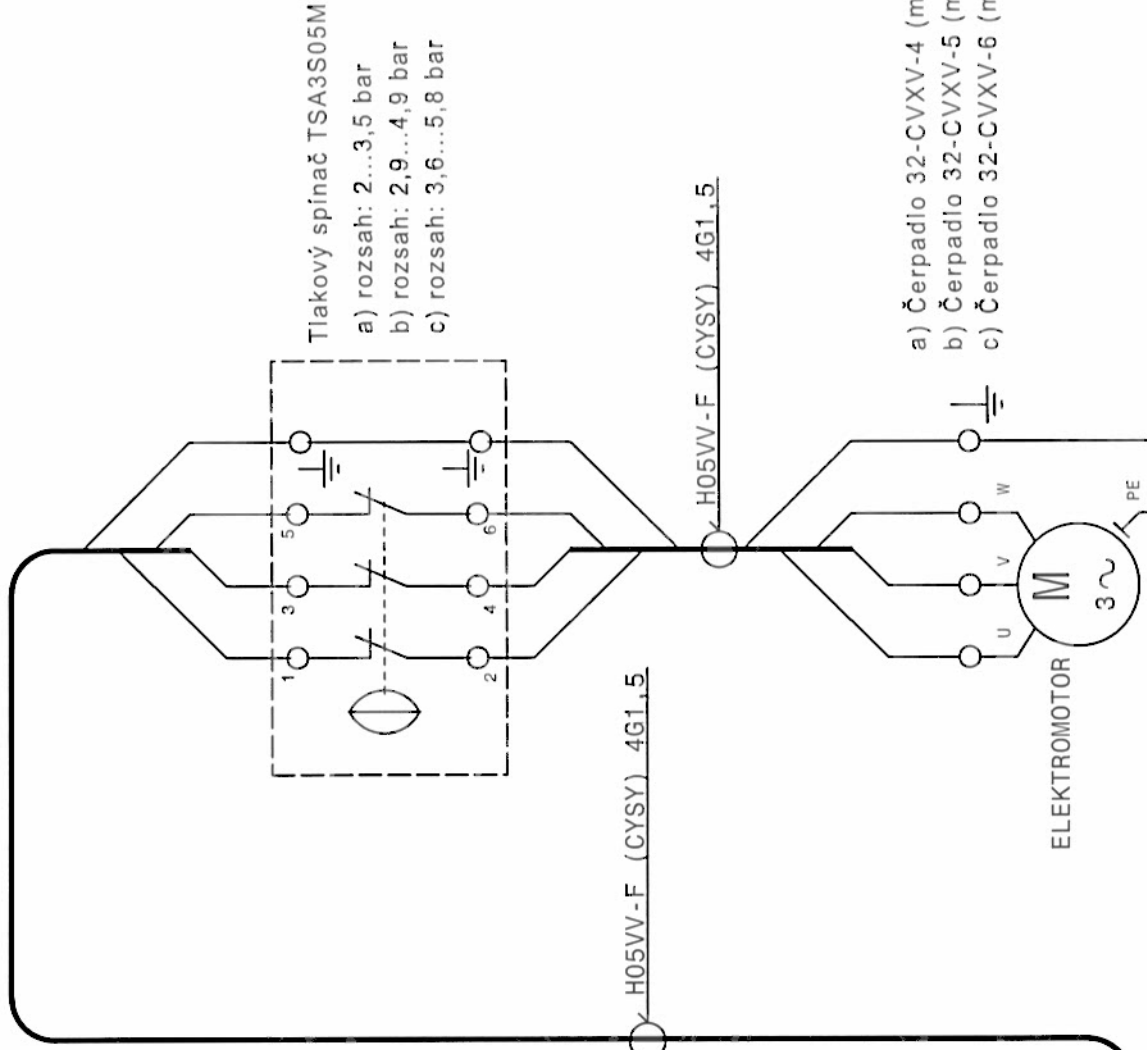 Tlakový spínač TSA3S05M
a) rozsah: 2...3,5 bar
b) rozsah: 2,9...4,9 bar
c) rozsah: 3,6...5,8 bar
1
3
5
2
4
6
H05VV-F (CYSY) 4G1,5
H05VV-F (CYSY) 4G1,5
a) Čerpadlo 32-CVXV-4 (m
b) Čerpadlo 32-CVXV-5 (m
c) Čerpadlo 32-CVXV-6 (m
U
V
W
M
3~
PE
ELEKTROMOTOR